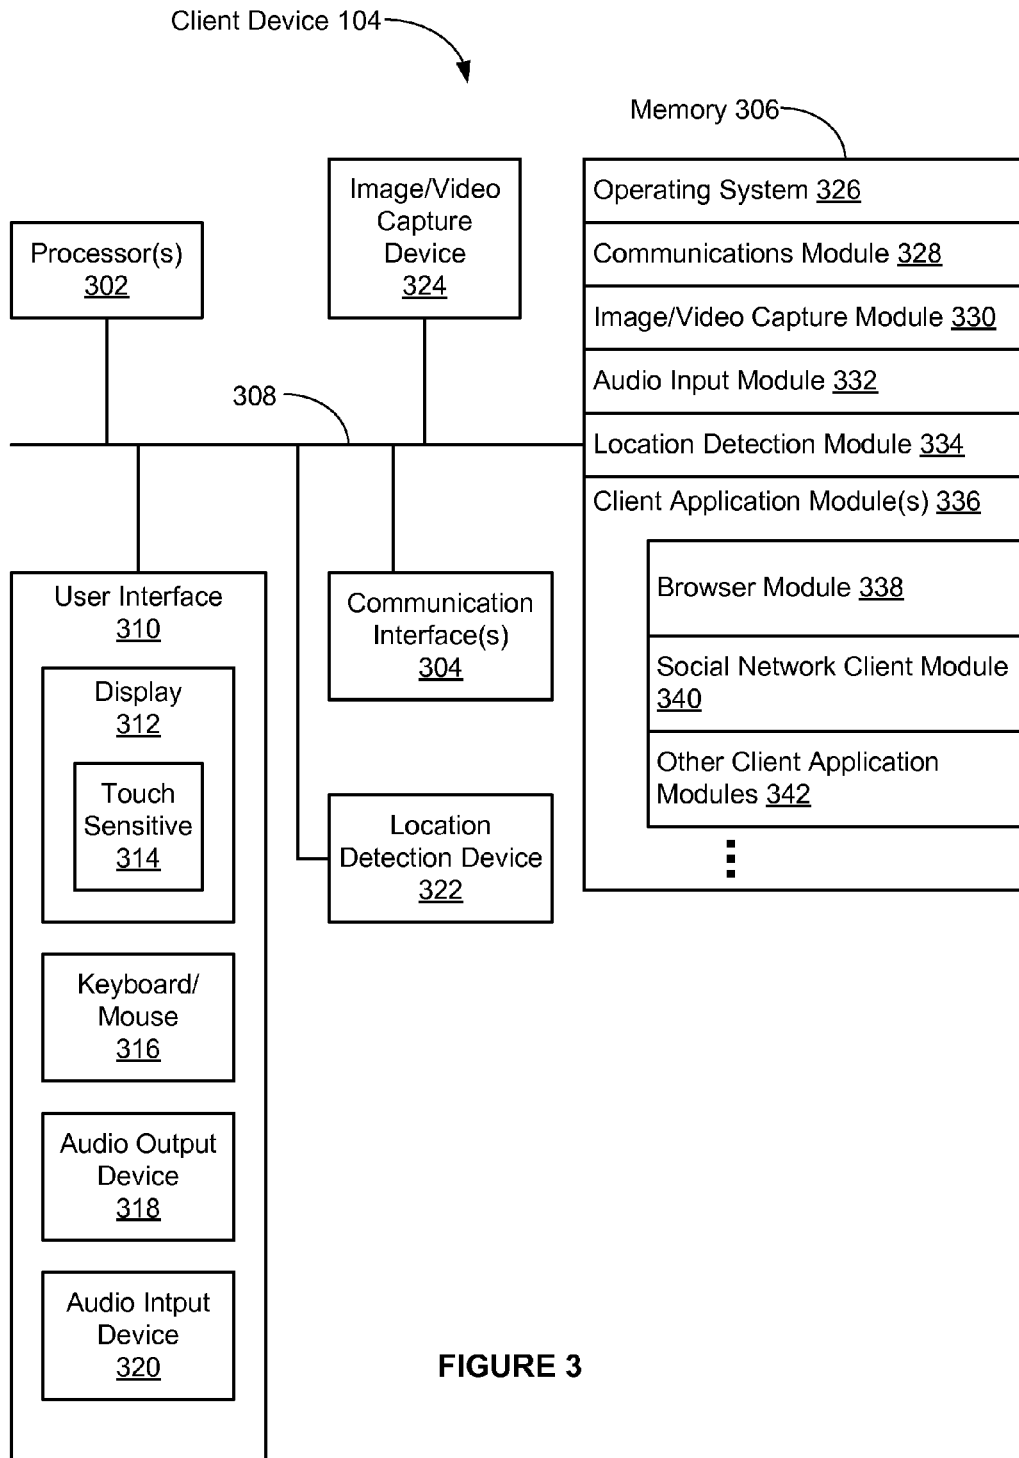 Client Device 104
Memory 306
Image/Video
Capture
Device
324
Processor(s)
302
308
Operating System 326
Communications Module 328
Image/Video Capture Module 330
Audio Input Module 332
Location Detection Module 334
Client Application Module(s) 336
Browser Module 338
Social Network Client Module
340
Other Client Application
Modules 342
User Interface
310
Display
312
Touch
Sensitive
314
Keyboard/
Mouse
316
Audio Output
Device
318
Audio Intput
Device
320
Communication
Interface(s)
304
Location
Detection Device
322
FIGURE 3